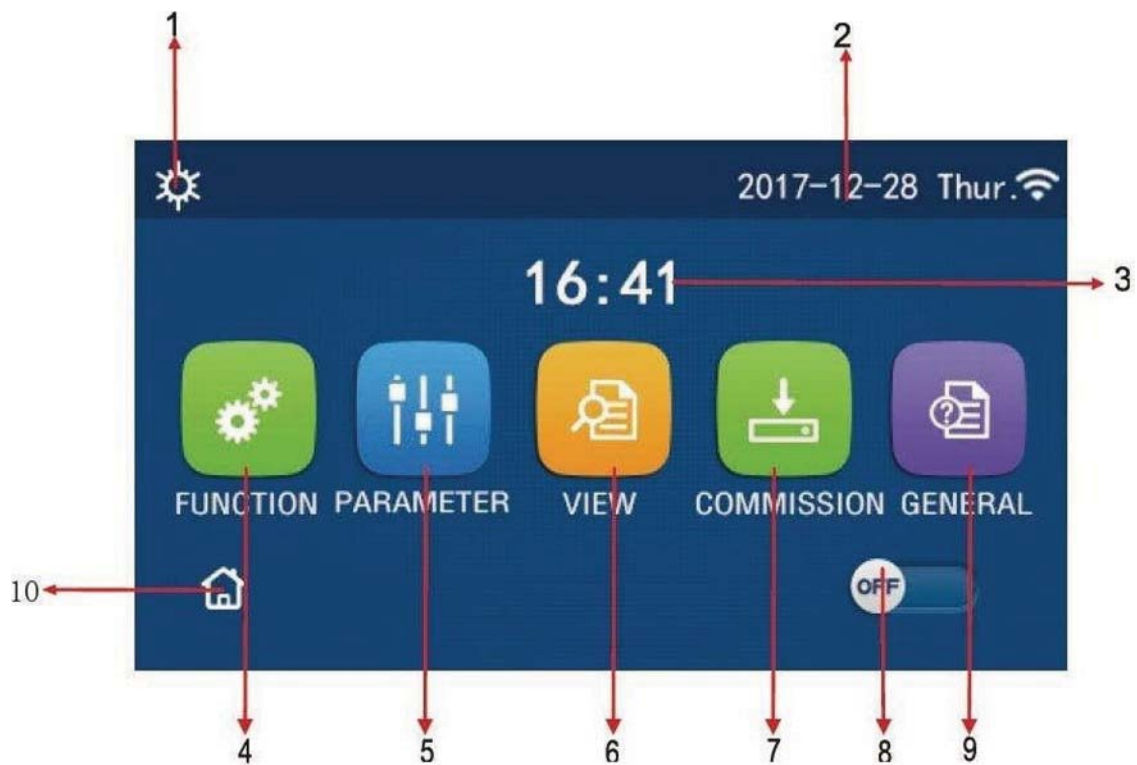 1
2
2017-12-28 Thur.
16:41
3
FUNCTION PARAMETER VIEW COMMISSION GENERAL
10
OFF
4 5 6 7 8 9